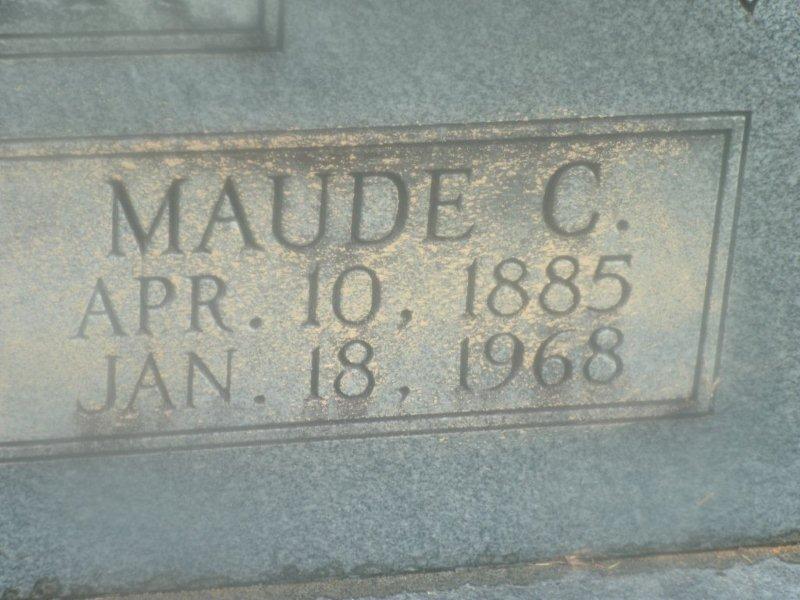 MAUDE C.
APR. 10, 1885
JAN. 18, 1968